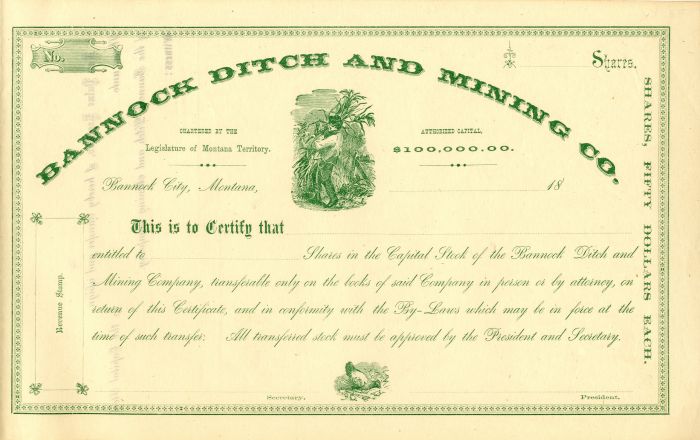 No.
Shares.
BANNOCK DITCH AND MINING CO.
CHARTERED BY THE
Legislature of Montana Territory.
AUTHORIZED CAPITAL,
$100,000.00.
Bannock City, Montana, 18
This is to Certify that
entitled to Shares in the Capital Stock of the Bannock Ditch and
Mining Company, transferable only on the books of said Company in person or by attorney, on
return of this Certificate, and in conformity with the By-Laws which may be in force at the
time of such transfer: All transferred stock must be approved by the President and Secretary.
Secretary.
President.
Revenue Stamp.
SHARES, FIFTY DOLLARS EACH.